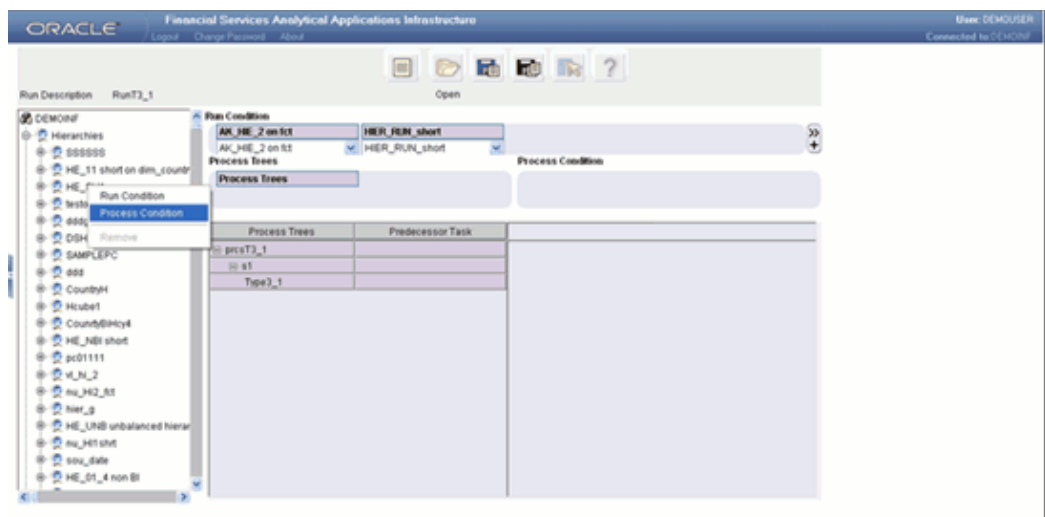 ORACLE
Financial Services Analytical Applications Infrastructure
User: DEMOUSER
Logout Change Password About
Connected to: DEMOINF
Run Description RunT3_1
Open
DEMOINF
Hierarchies
SSSSSS
HE_11 short on dim_countr
testo
DSH
SAMPLEPC
ddd
CountryH
Hcube1
HE_NBI short
pc01111
vl_hi_2
nu_Hi2_fct
hier_g
HE_UNB unbalanced hierar
nu_HI1shrt
sou_date
HE_01_4 non BI
Run Condition
Process Condition
Remove
Run Condition
AK_HIE_2 on fct HIER_RUN_short
AK_HIE_2 on fct HIER_RUN_short
Process Trees Process Condition
Process Trees
Process Trees Predecessor Task
prcsT3_1
s1
Type3_1